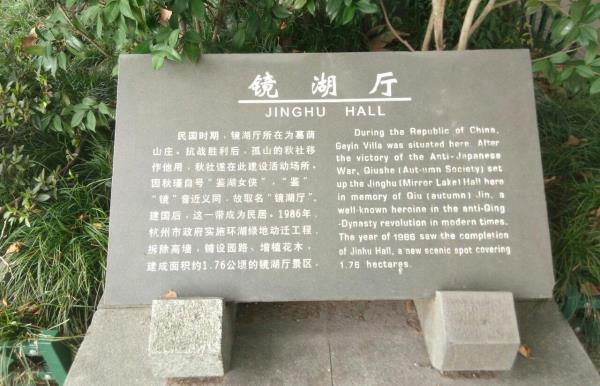 镜湖厅
JINGHU HALL
民国时期，镜湖厅所在为葛荫
山庄。抗战胜利后，孤山的秋社移
作他用，秋社遂在此建设活动场所。
因秋瑾自号“鉴湖女侠”，“鉴”
“镜”音近义同，故取名“镜湖厅”。
建国后，这一带成为民居。1986年，
杭州市政府实施环湖绿地动迁工程，
拆除高墙，铺设园路、增植花木，
建成面积约1.76公顷的镜湖厅景区。
During the Republic of China,
Geyin Villa was situated here. After
the victory of the Anti-Japanese
War, Qiushe (Autumn Society) set
up the Jinghu (Mirror Lake) Hall here
in memory of Qiu (autumn) Jin, a
well-known heroine in the anti-Qing
-Dynasty revolution in modern times.
The year of 1986 saw the completion
of Jinhu Hall, a new scenic spot covering
1.76 hectares.